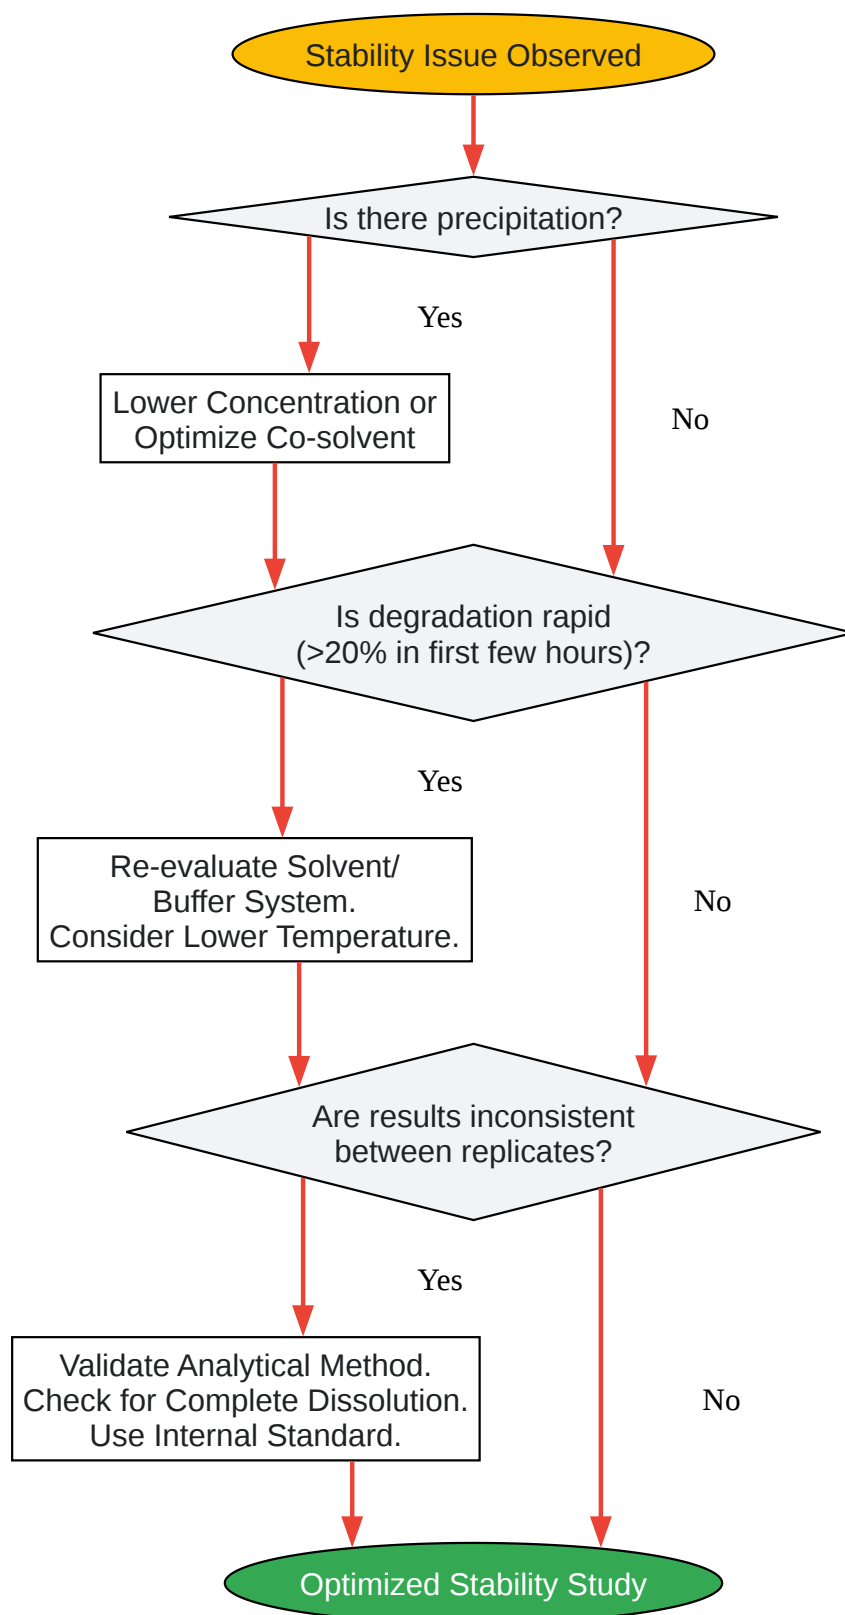 Stability Issue Observed
Is there precipitation?
Yes
Lower Concentration or
Optimize Co-solvent
No
Is degradation rapid
(>20% in first few hours)?
Yes
Re-evaluate Solvent/
Buffer System.
Consider Lower Temperature.
No
Are results inconsistent
between replicates?
Yes
Validate Analytical Method.
Check for Complete Dissolution.
Use Internal Standard.
No
Optimized Stability Study